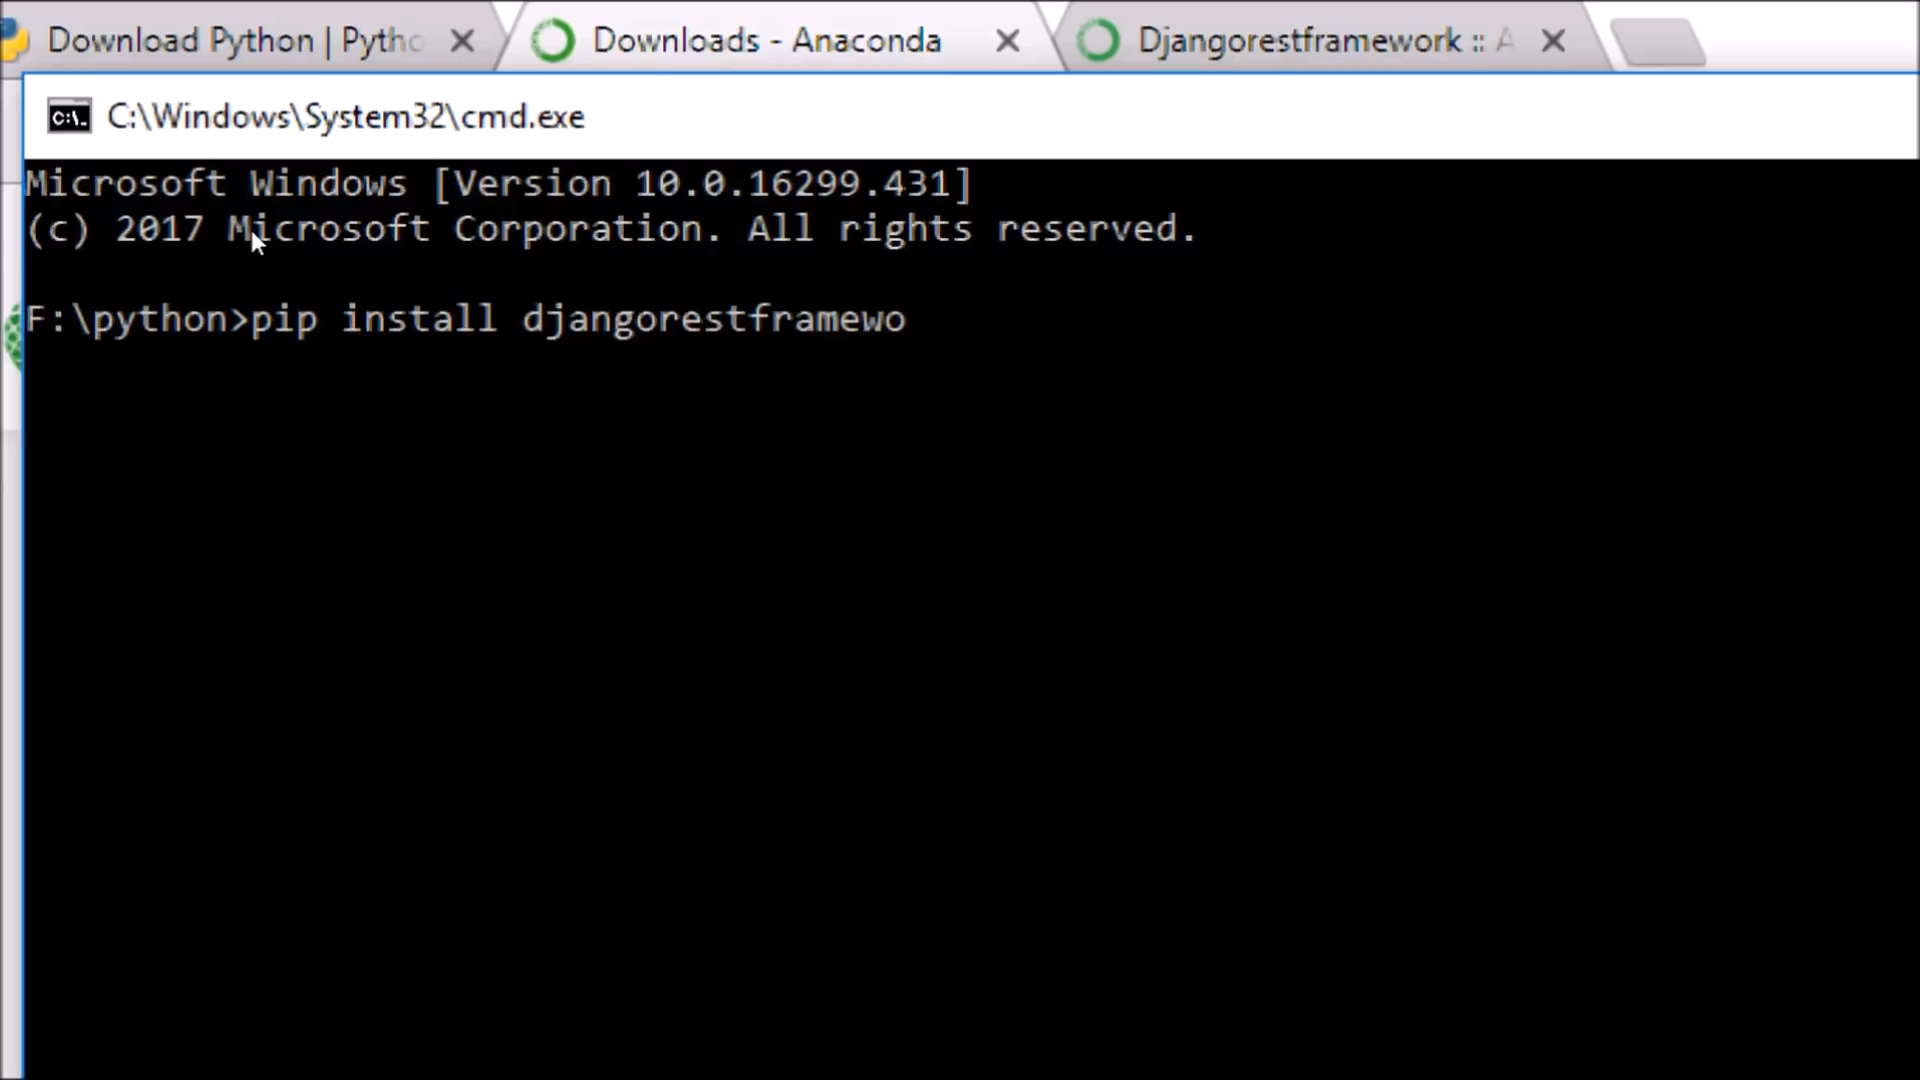 Download Python | Pytho
Downloads - Anaconda
Djangorestframework :: A
C:\Windows\System32\cmd.exe
Microsoft Windows [Version 10.0.16299.431]
(c) 2017 Microsoft Corporation. All rights reserved.
F:\python>pip install djangorestframewo